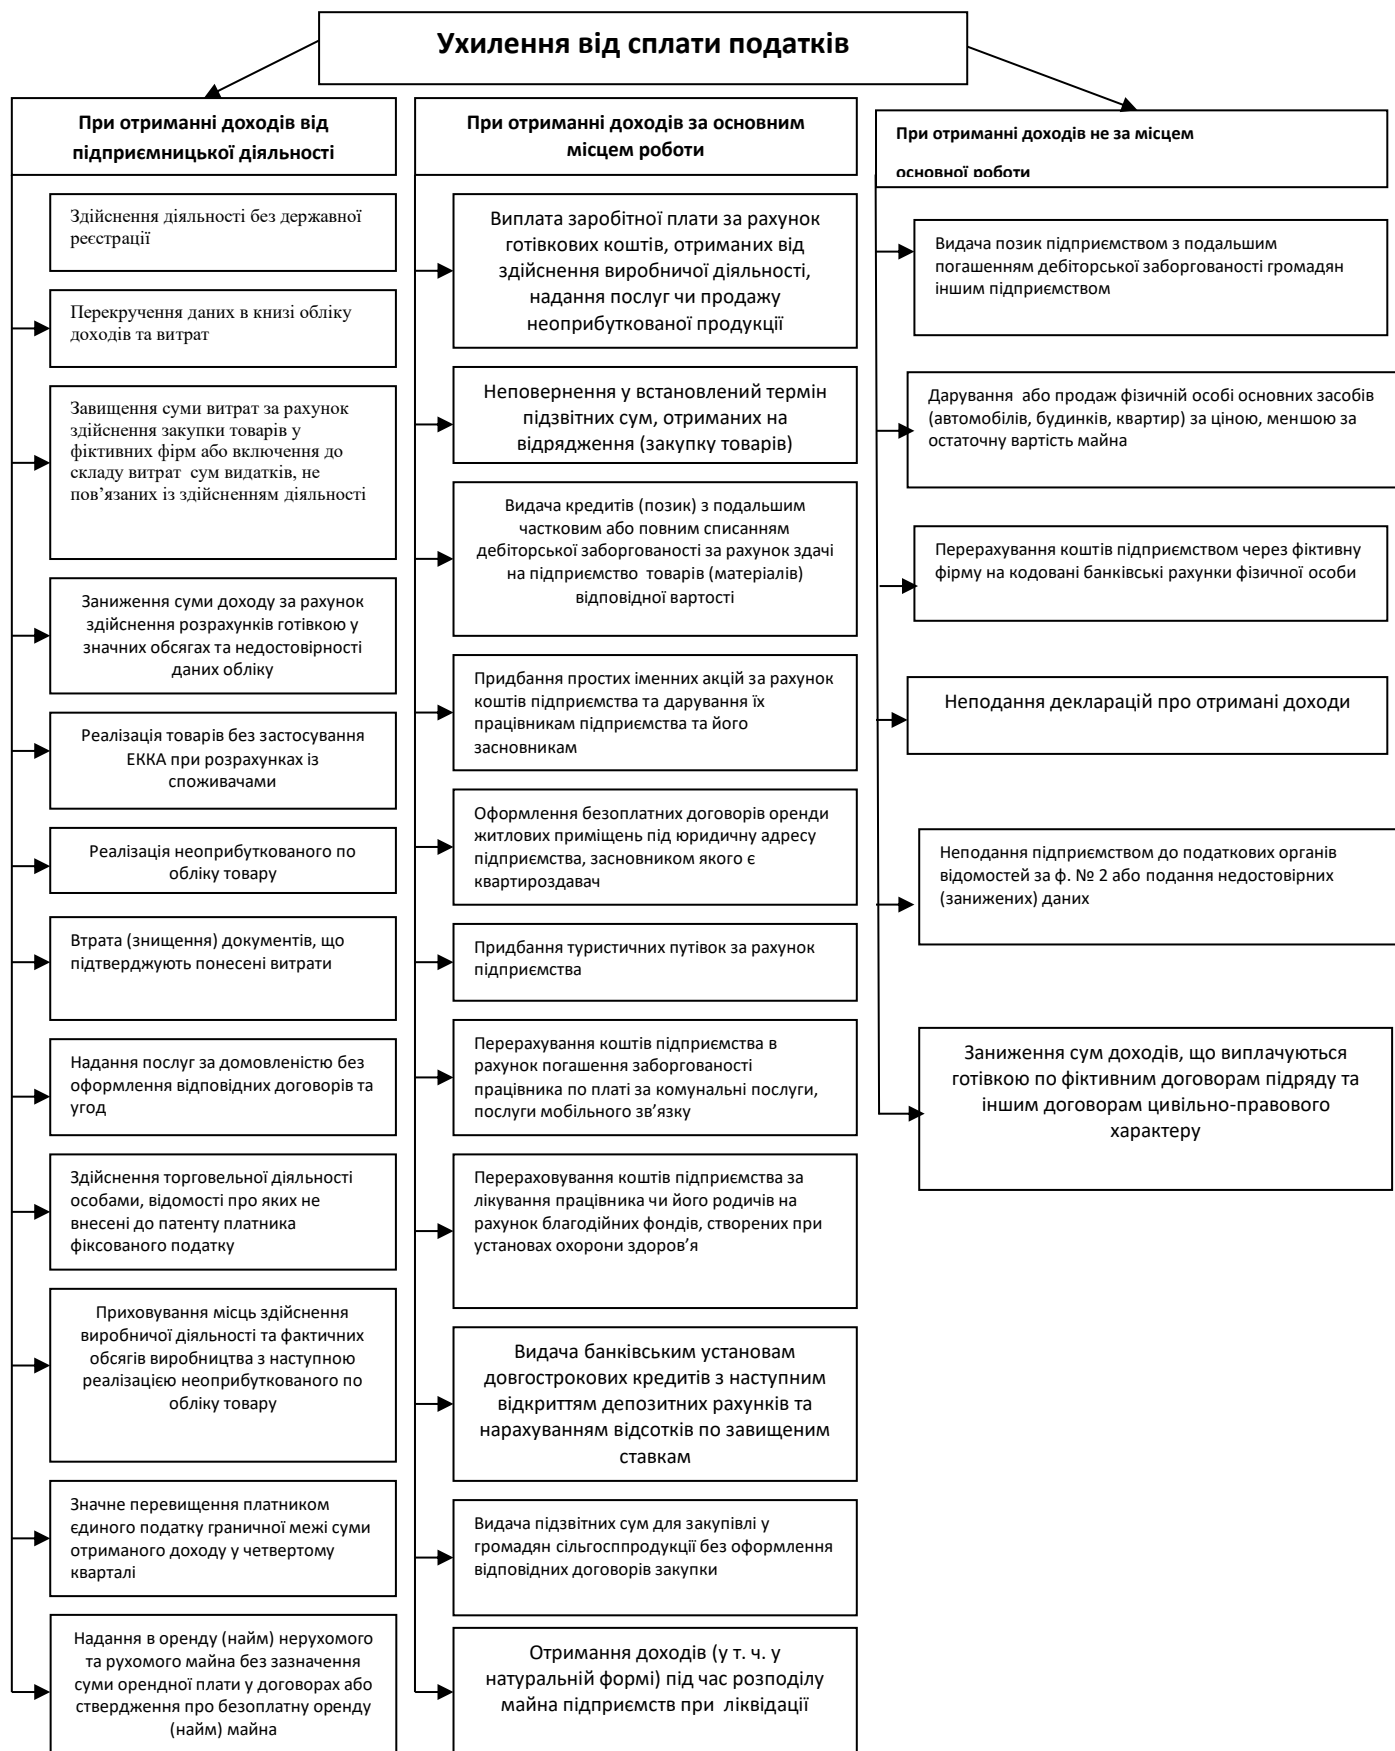 Ухилення від сплати податків
При отриманні доходів від
підприємницької діяльності
Здійснення діяльності без державної
реєстрації
Перекручення даних в книзі обліку
доходів та витрат
Завищення суми витрат за рахунок
здійснення закупки товарів у
фіктивних фірм або включення до
складу витрат сум видатків, не
пов’язаних із здійсненням діяльності
Заниження суми доходу за рахунок
здійснення розрахунків готівкою у
значних обсягах та недостовірності
даних обліку
Реалізація товарів без застосування
ЕККА при розрахунках із
споживачами
Реалізація неоприбуткованого по
обліку товару
Втрата (знищення) документів, що
підтверджують понесені витрати
Надання послуг за домовленістю без
оформлення відповідних договорів та
угод
Здійснення торговельної діяльності
особами, відомості про яких не
внесені до патенту платника
фіксованого податку
Приховування місць здійснення
виробничої діяльності та фактичних
обсягів виробництва з наступною
реалізацією неоприбуткованого по
обліку товару
Значне перевищення платником
єдиного податку граничної межі суми
отриманого доходу у четвертому
кварталі
Надання в оренду (найм) нерухомого
та рухомого майна без зазначення
суми орендної плати у договорах або
ствердження про безоплатну оренду
(найм) майна
При отриманні доходів за основним
місцем роботи
Виплата заробітної плати за рахунок
готівкових коштів, отриманих від
здійснення виробничої діяльності,
надання послуг чи продажу
неоприбуткованої продукції
Неповернення у встановлений термін
підзвітних сум, отриманих на
відрядження (закупку товарів)
Видача кредитів (позик) з подальшим
частковим або повним списанням
дебіторської заборгованості за рахунок здачі
на підприємство товарів (матеріалів)
відповідної вартості
Придбання простих іменних акцій за рахунок
коштів підприємства та дарування їх
працівникам підприємства та його
засновникам
Оформлення безоплатних договорів оренди
житлових приміщень під юридичну адресу
підприємства, засновником якого є
квартироздавач
Придбання туристичних путівок за рахунок
підприємства
Перерахування коштів підприємства в
рахунок погашення заборгованості
працівника по платі за комунальні послуги,
послуги мобільного зв’язку
Перераховування коштів підприємства за
лікування працівника чи його родичів на
рахунок благодійних фондів, створених при
установах охорони здоров’я
Видача банківським установам
довгострокових кредитів з наступним
відкриттям депозитних рахунків та
нарахуванням відсотків по завищеним
ставкам
Видача підзвітних сум для закупівлі у
громадян сільгосппродукції без оформлення
відповідних договорів закупки
Отримання доходів (у т. ч. у
натуральній формі) під час розподілу
майна підприємств при ліквідації
При отриманні доходів не за місцем
основної роботи
Видача позик підприємством з подальшим
погашенням дебіторської заборгованості громадян
іншим підприємством
Дарування або продаж фізичній особі основних засобів
(автомобілів, будинків, квартир) за ціною, меншою за
остаточну вартість майна
Перерахування коштів підприємством через фіктивну
фірму на кодовані банківські рахунки фізичної особи
Неподання декларацій про отримані доходи
Неподання підприємством до податкових органів
відомостей за ф. № 2 або подання недостовірних
(занижених) даних
Заниження сум доходів, що виплачуються
готівкою по фіктивним договорам підряду та
іншим договорам цивільно-правового
характеру